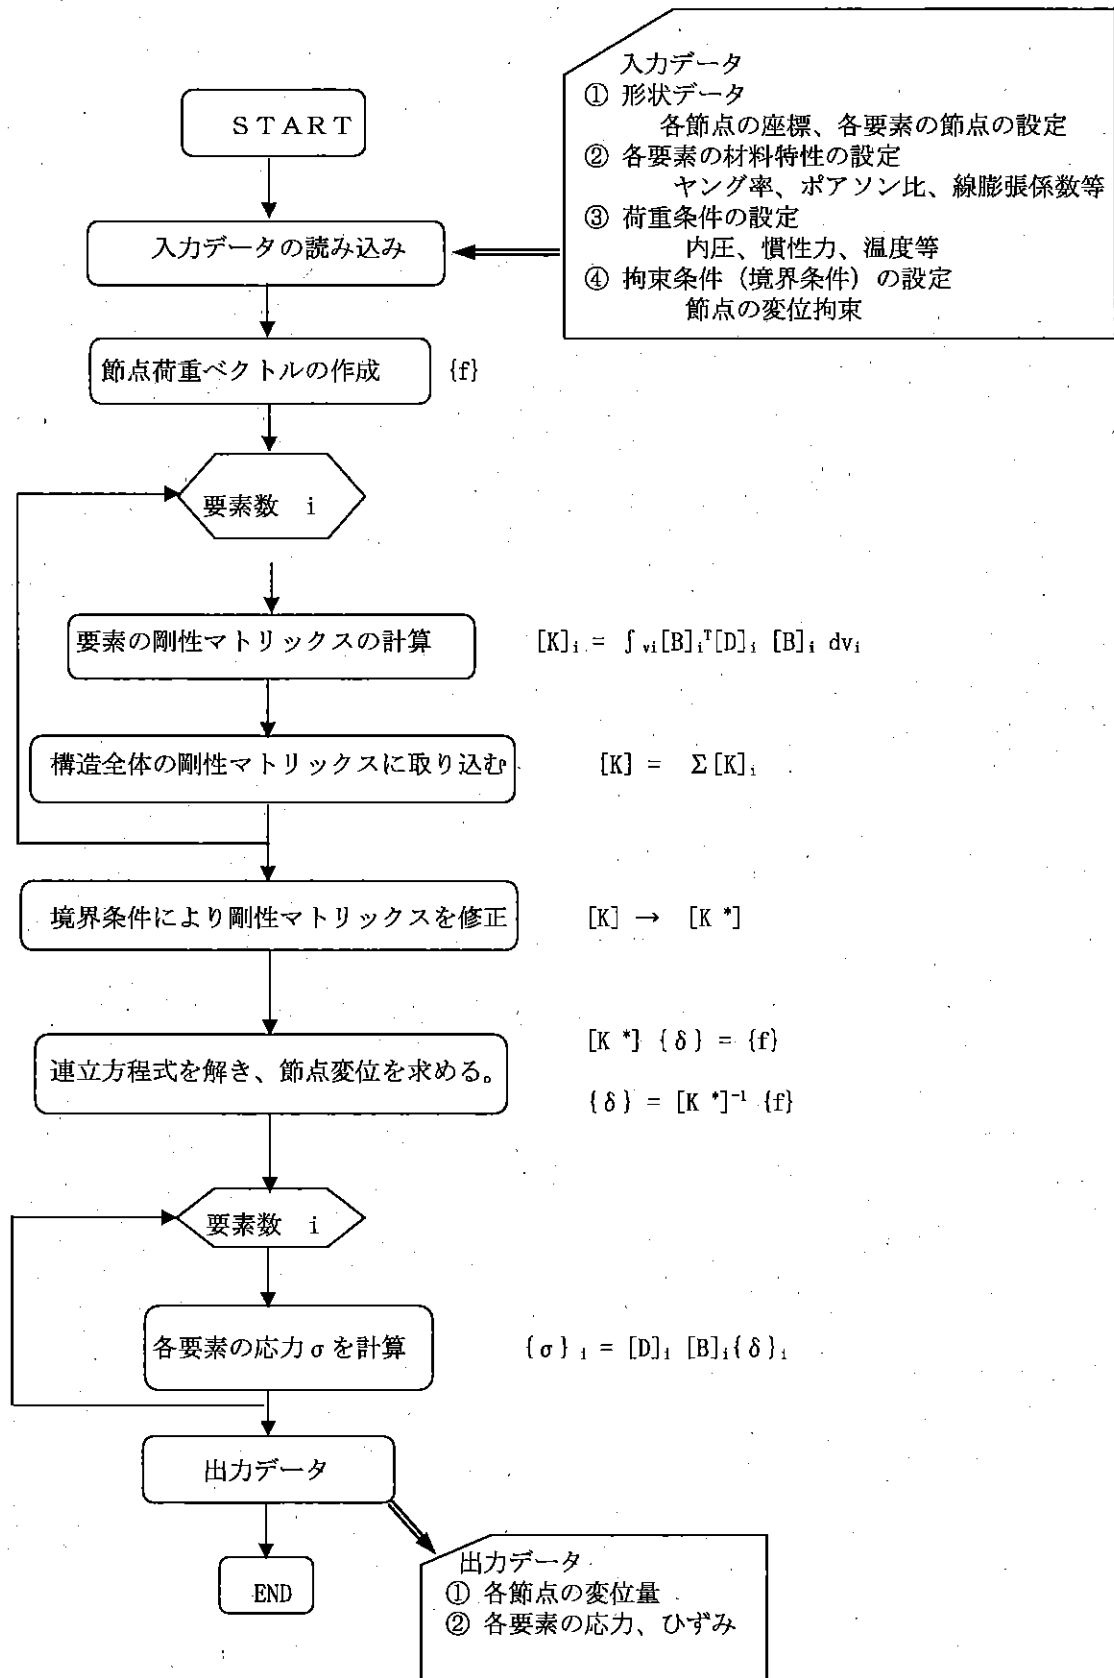 START
入力データ
① 形状データ
各節点の座標、各要素の節点の設定
② 各要素の材料特性の設定
ヤング率、ポアソン比、線膨張係数等
③ 荷重条件の設定
内圧、慣性力、温度等
④ 拘束条件（境界条件）の設定
節点の変位拘束
入力データの読み込み
節点荷重ベクトルの作成 {f}
要素数 i
要素の剛性マトリックスの計算 [K]ᵢ = ∫ᵥᵢ[B]ᵢᵀ[D]ᵢ [B]ᵢ dvᵢ
構造全体の剛性マトリックスに取り込む [K] = Σ[K]ᵢ
境界条件により剛性マトリックスを修正 [K] → [K *]
連立方程式を解き、節点変位を求める。
[K *] {δ} = {f}
{δ} = [K *]⁻¹ {f}
要素数 i
各要素の応力σを計算 {σ}ᵢ = [D]ᵢ [B]ᵢ{δ}ᵢ
出力データ
END
出力データ
① 各節点の変位量
② 各要素の応力、ひずみ